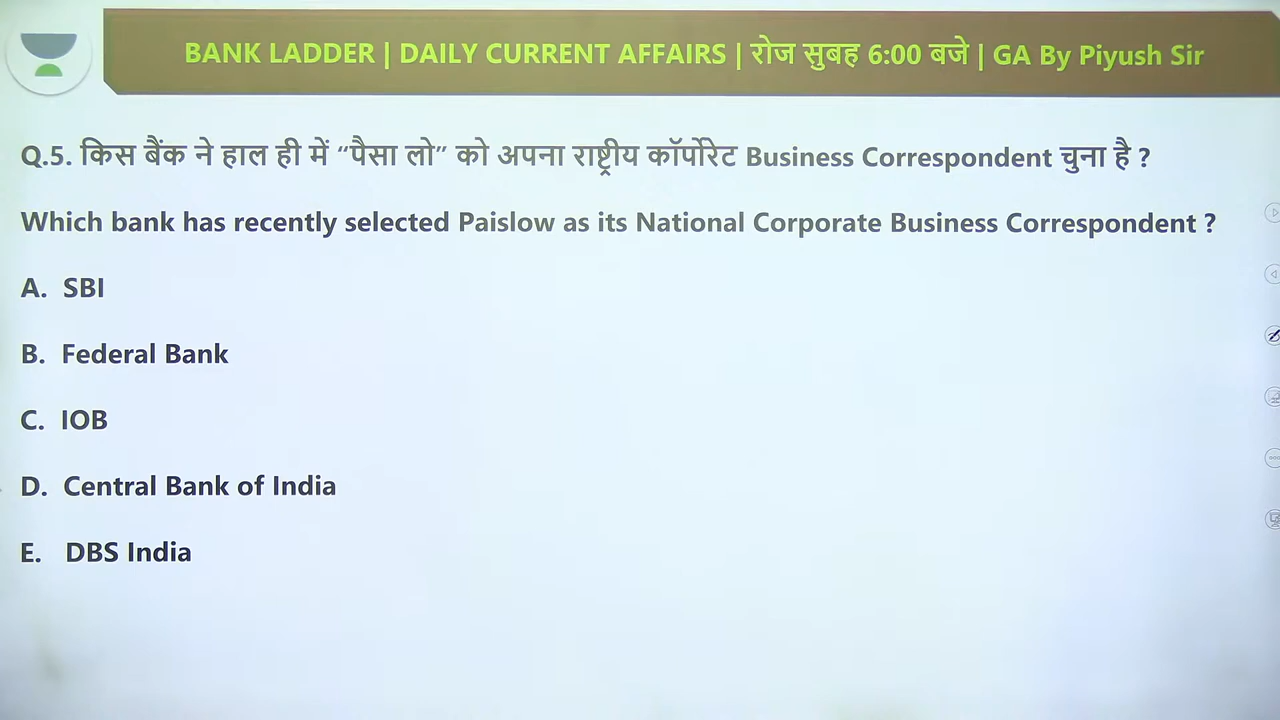 BANK LADDER | DAILY CURRENT AFFAIRS | रोज सुबह 6:00 बजे | GA By Piyush Sir
Q.5. किस बैंक ने हाल ही में “पैसा लो” को अपना राष्ट्रीय कॉर्पोरेट Business Correspondent चुना है ?
Which bank has recently selected Paislow as its National Corporate Business Correspondent ?
A. SBI
B. Federal Bank
C. IOB
D. Central Bank of India
E. DBS India